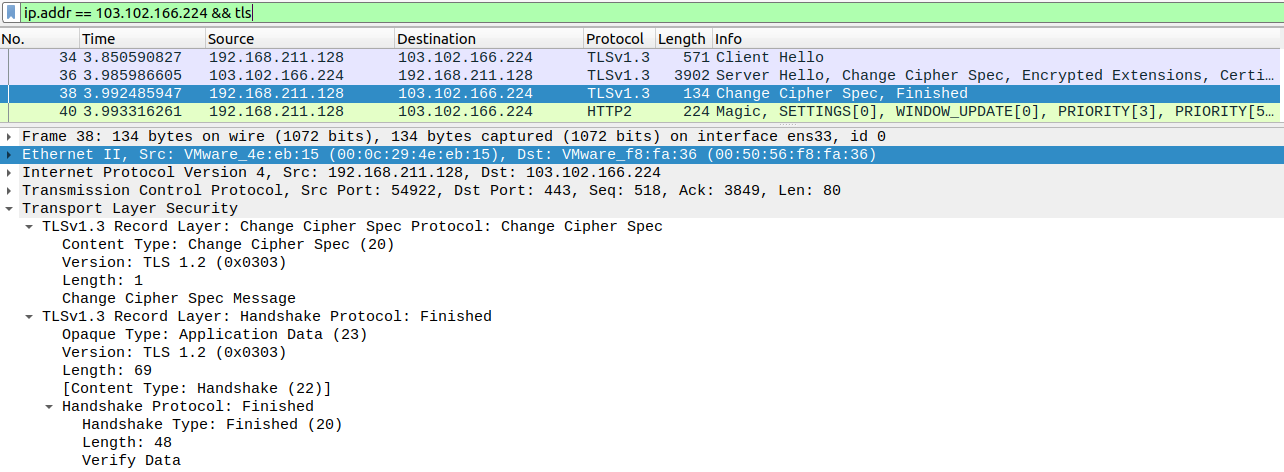 ip.addr == 103.102.166.224 && tls
No. Time Source Destination Protocol Length Info
34 3.850590827 192.168.211.128 103.102.166.224 TLSv1.3 571 Client Hello
36 3.985986605 103.102.166.224 192.168.211.128 TLSv1.3 3902 Server Hello, Change Cipher Spec, Encrypted Extensions, Certi…
38 3.992485947 192.168.211.128 103.102.166.224 TLSv1.3 134 Change Cipher Spec, Finished
40 3.993316261 192.168.211.128 103.102.166.224 HTTP2 224 Magic, SETTINGS[0], WINDOW_UPDATE[0], PRIORITY[3], PRIORITY[5…
Frame 38: 134 bytes on wire (1072 bits), 134 bytes captured (1072 bits) on interface ens33, id 0
Ethernet II, Src: VMware_4e:eb:15 (00:0c:29:4e:eb:15), Dst: VMware_f8:fa:36 (00:50:56:f8:fa:36)
Internet Protocol Version 4, Src: 192.168.211.128, Dst: 103.102.166.224
Transmission Control Protocol, Src Port: 54922, Dst Port: 443, Seq: 518, Ack: 3849, Len: 80
Transport Layer Security
TLSv1.3 Record Layer: Change Cipher Spec Protocol: Change Cipher Spec
Content Type: Change Cipher Spec (20)
Version: TLS 1.2 (0x0303)
Length: 1
Change Cipher Spec Message
TLSv1.3 Record Layer: Handshake Protocol: Finished
Opaque Type: Application Data (23)
Version: TLS 1.2 (0x0303)
Length: 69
[Content Type: Handshake (22)]
Handshake Protocol: Finished
Handshake Type: Finished (20)
Length: 48
Verify Data